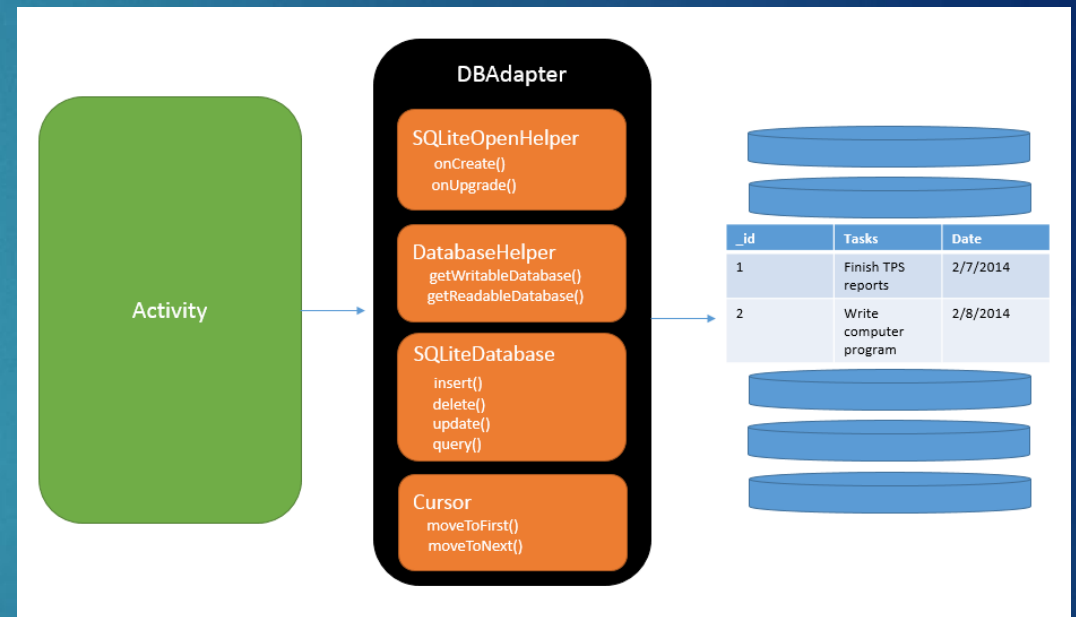 Activity
DBAdapter
SQLiteOpenHelper
onCreate()
onUpgrade()
DatabaseHelper
getWritableDatabase()
getReadableDatabase()
SQLiteDatabase
insert()
delete()
update()
query()
Cursor
moveToFirst()
moveToNext()
_id Tasks Date
1 Finish TPS 2/7/2014
reports
2 Write 2/8/2014
computer
program